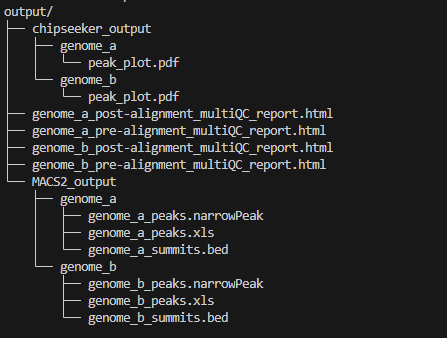 output/
├── chipseeker_output
│   ├── genome_a
│   │   └── peak_plot.pdf
│   └── genome_b
│       └── peak_plot.pdf
├── genome_a_post-alignment_multiQC_report.html
├── genome_a_pre-alignment_multiQC_report.html
├── genome_b_post-alignment_multiQC_report.html
├── genome_b_pre-alignment_multiQC_report.html
└── MACS2_output
    ├── genome_a
    │   ├── genome_a_peaks.narrowPeak
    │   ├── genome_a_peaks.xls
    │   └── genome_a_summits.bed
    └── genome_b
        ├── genome_b_peaks.narrowPeak
        ├── genome_b_peaks.xls
        └── genome_b_summits.bed